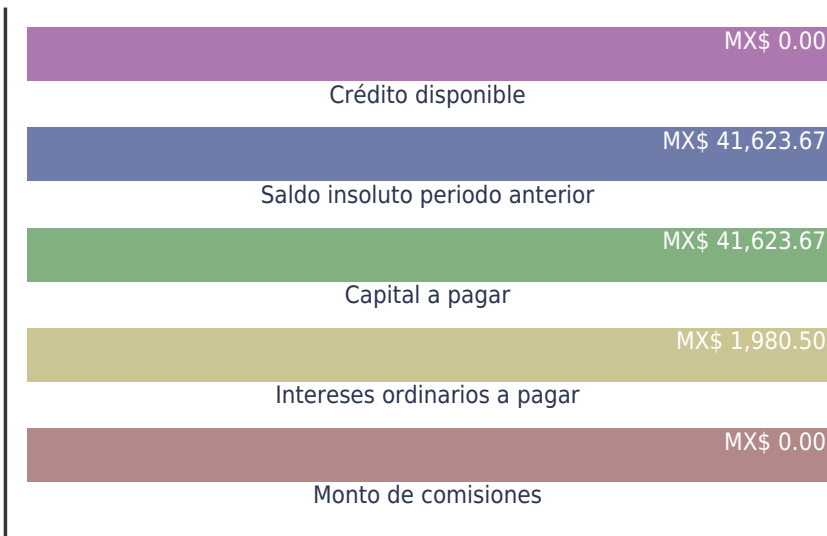 MX$ 0.00
Crédito disponible
MX$ 41,623.67
Saldo insoluto periodo anterior
MX$ 41,623.67
Capital a pagar
MX$ 1,980.50
Intereses ordinarios a pagar
MX$ 0.00
Monto de comisiones